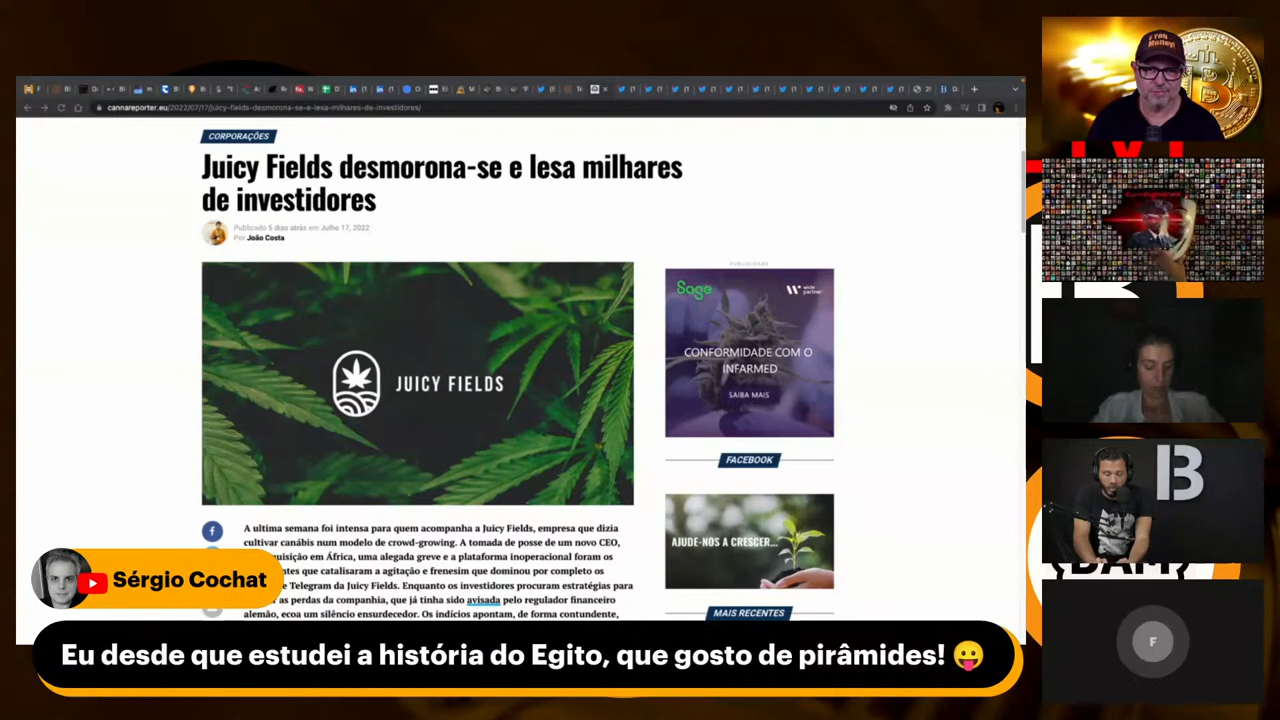 cannareporter.eu/2022/07/17/juicy-fields-desmorona-se-e-lesa-milhares-de-investidores/
CORPORAÇÕES
Juicy Fields desmorona-se e lesa milhares
de investidores
Publicado 5 dias atrás em Julho 17, 2022
Por João Costa
JUICY FIELDS
A ultima semana foi intensa para quem acompanha a Juicy Fields, empresa que dizia
cultivar canábis num modelo de crowd-growing. A tomada de posse de um novo CEO,
uisição em África, uma alegada greve e a plataforma inoperacional foram os
ntes que catalisaram a agitação e frenesim que dominou por completo os
e Telegram da Juicy Fields. Enquanto os investidores procuram estratégias para
r as perdas da companhia, que já tinha sido avisada pelo regulador financeiro
alemão, ecoa um silêncio ensurdecedor. Os indícios apontam, de forma contundente,
PUBLICIDADE
Sage
wide
partner
CONFORMIDADE COM O
INFARMED
SAIBA MAIS
FACEBOOK
AJUDE-NOS A CRESCER...
MAIS RECENTES
Sérgio Cochat
Eu desde que estudei a história do Egito, que gosto de pirâmides! 😛
B
F